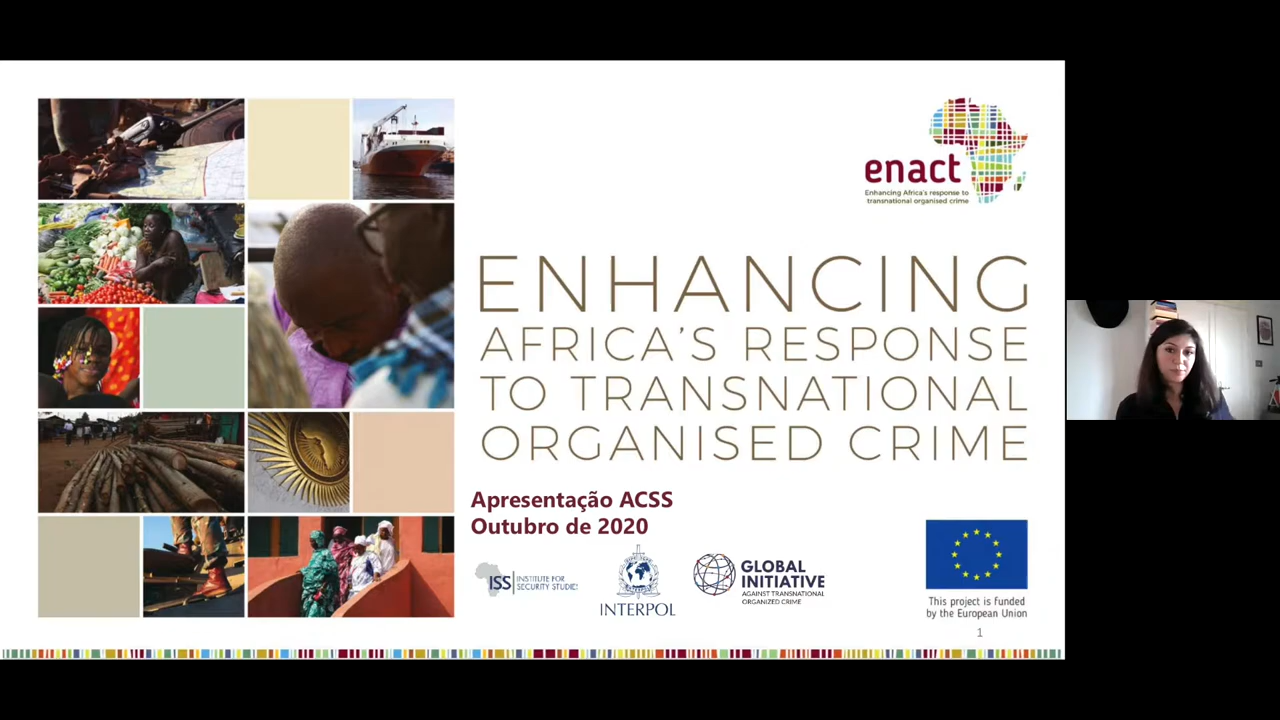 enact
Enhancing Africa's response to
transnational organised crime
ENHANCING
AFRICA'S RESPONSE
TO TRANSNATIONAL
ORGANISED CRIME
Apresentação ACSS
Outubro de 2020
ISS
INSTITUTE FOR
SECURITY STUDIES
INTERPOL
GLOBAL
INITIATIVE
AGAINST TRANSNATIONAL
ORGANIZED CRIME
This project is funded
by the European Union
1